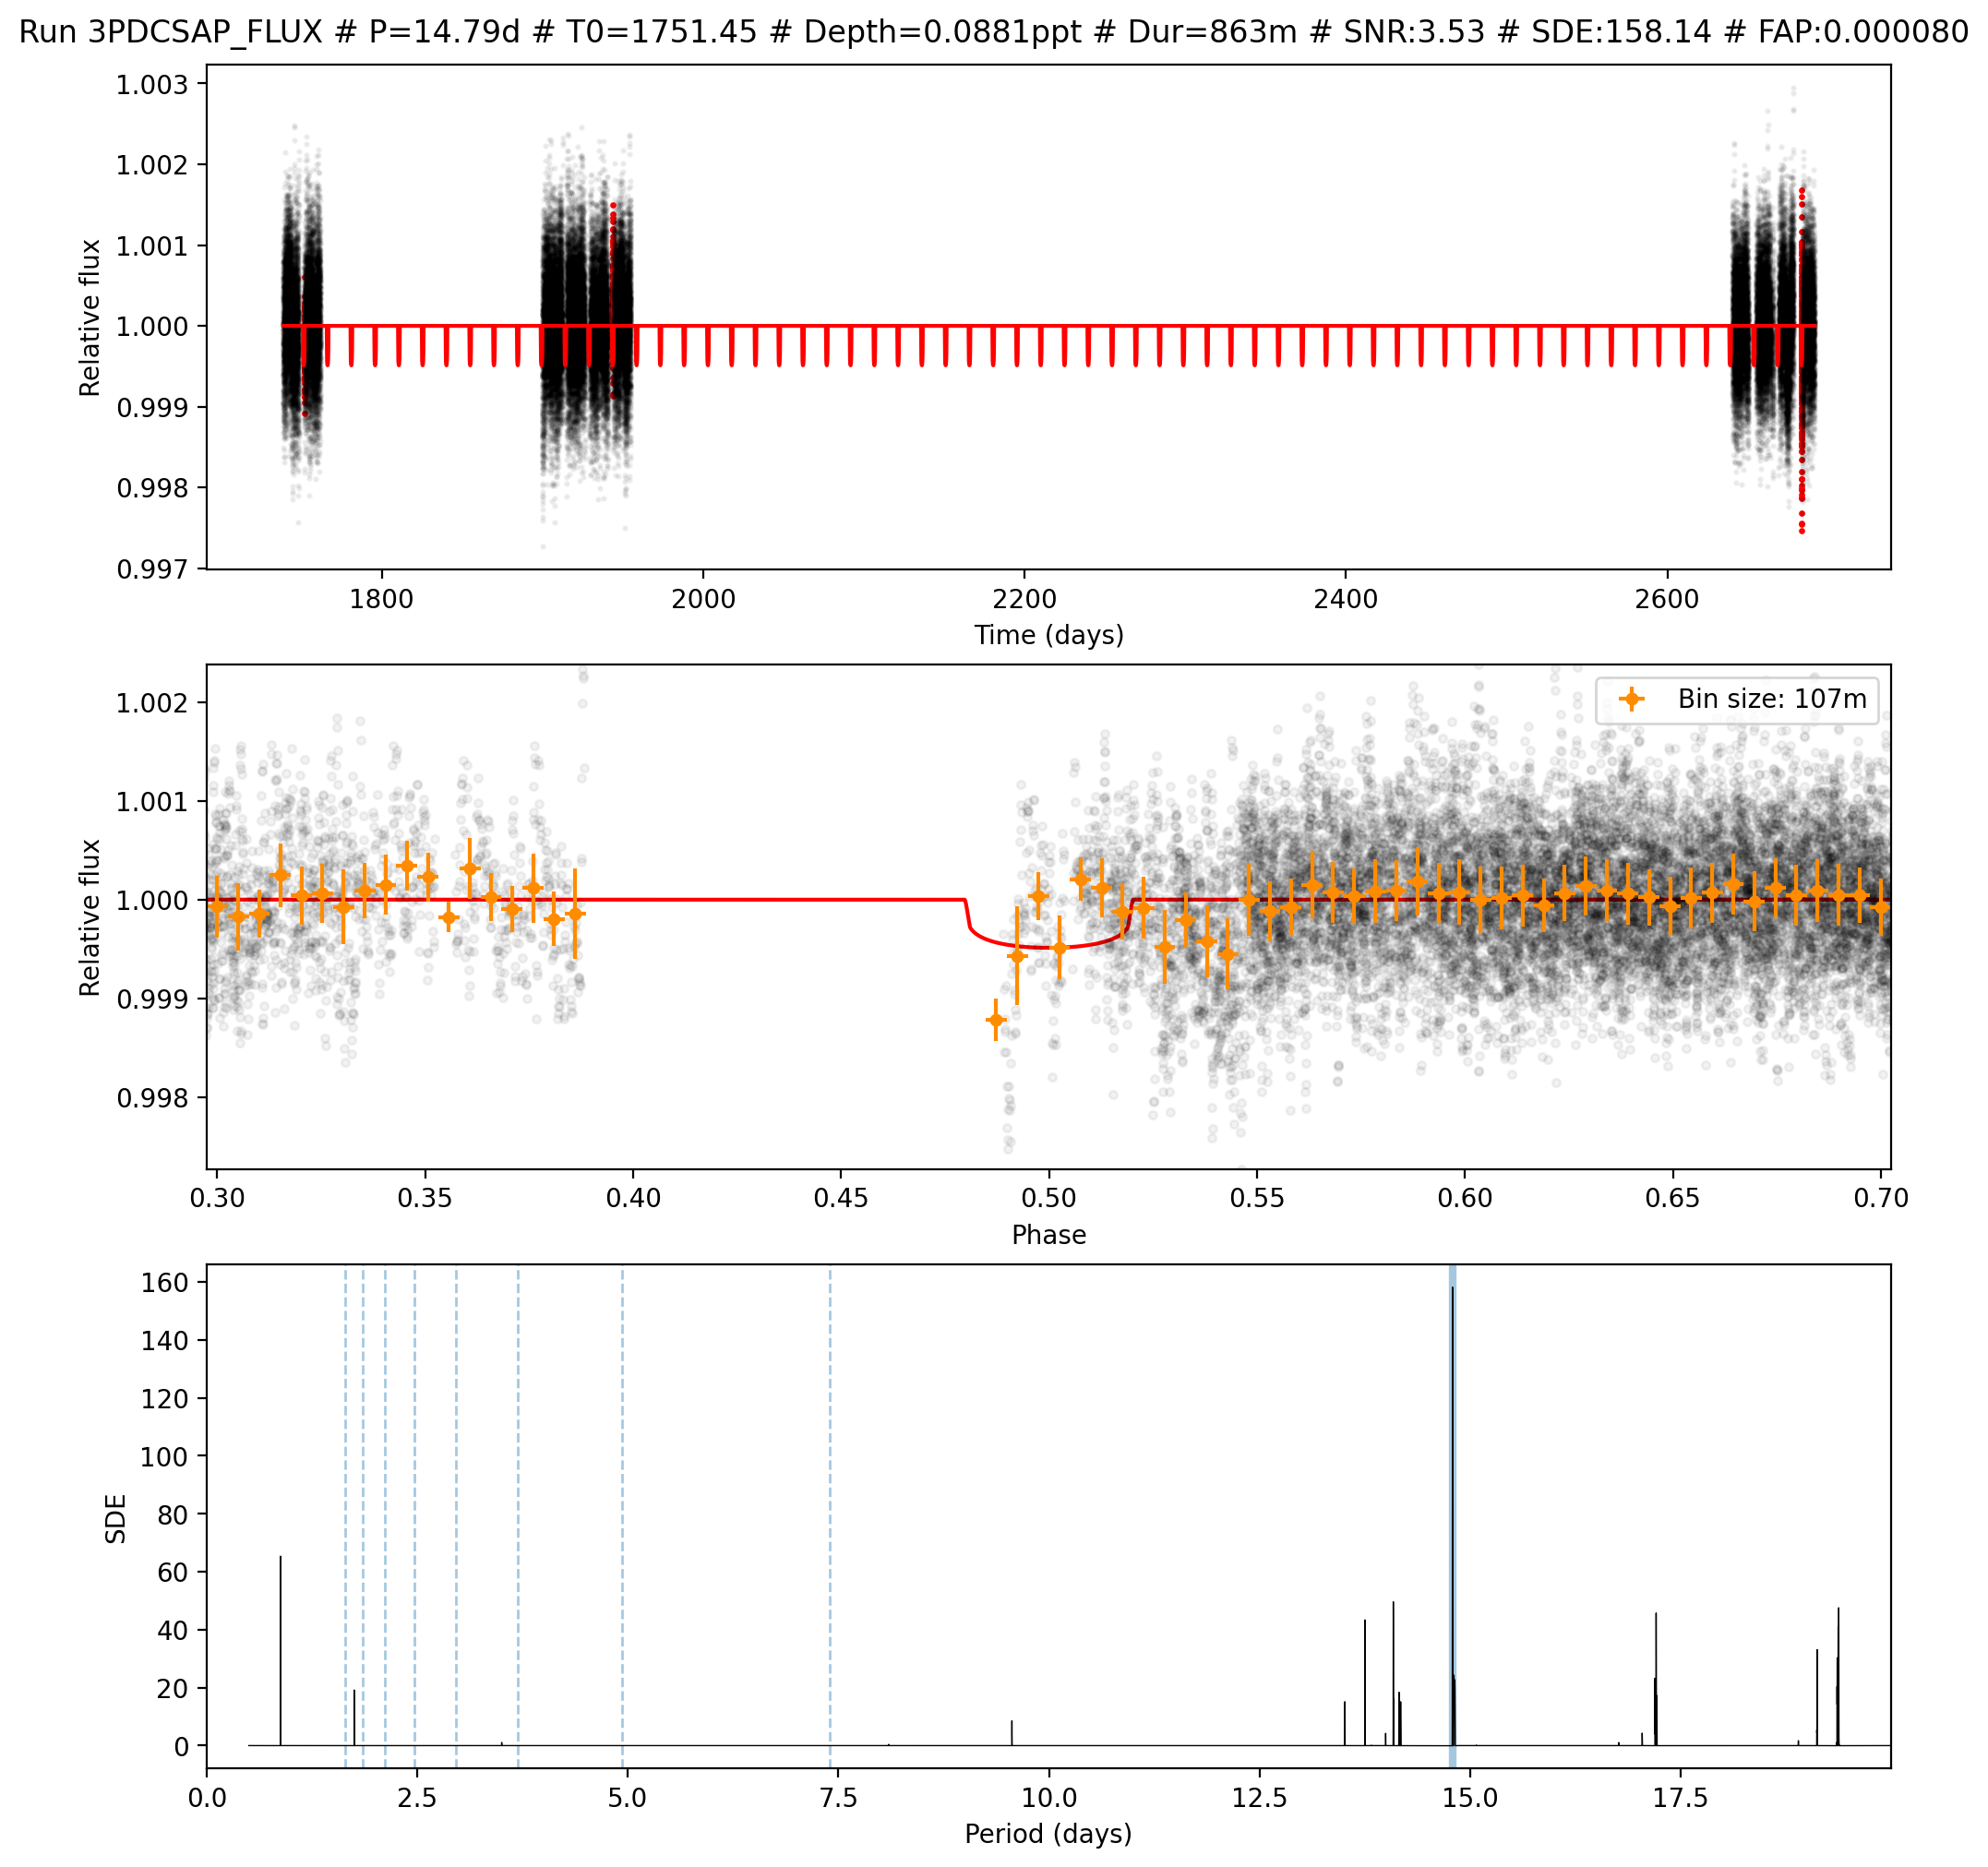 Run 3PDCSAP_FLUX # P=14.79d # T0=1751.45 # Depth=0.0881ppt # Dur=863m # SNR:3.53 # SDE:158.14 # FAP:0.000080
1.003
1.002
1.001
1.000
0.999
0.998
0.997
Relative flux
1800 2000 2200 2400 2600
Time (days)
Bin size: 107m
1.002
1.001
1.000
0.999
0.998
Relative flux
0.30 0.35 0.40 0.45 0.50 0.55 0.60 0.65 0.70
Phase
160
140
120
100
80
60
40
20
0
SDE
0.0 2.5 5.0 7.5 10.0 12.5 15.0 17.5
Period (days)